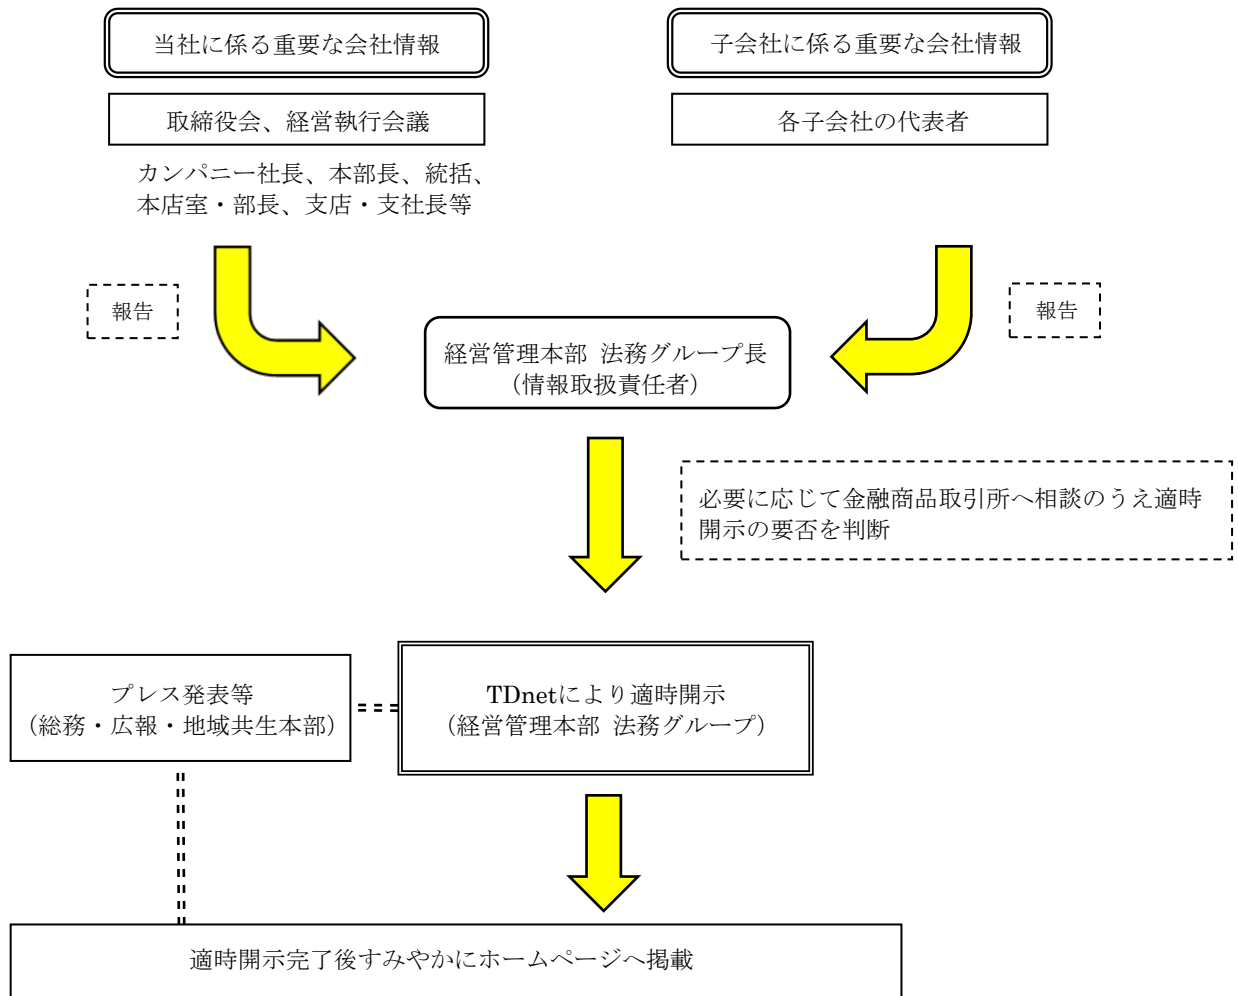 当社に係る重要な会社情報
子会社に係る重要な会社情報
取締役会、経営執行会議
各子会社の代表者
カンパニー社長、本部長、統括、
本店室・部長、支店・支社長等
報告
報告
経営管理本部 法務グループ長
（情報取扱責任者）
必要に応じて金融商品取引所へ相談のうえ適時
開示の要否を判断
プレス発表等
（総務・広報・地域共生本部）
TDnetにより適時開示
（経営管理本部 法務グループ）
適時開示完了後すみやかにホームページへ掲載